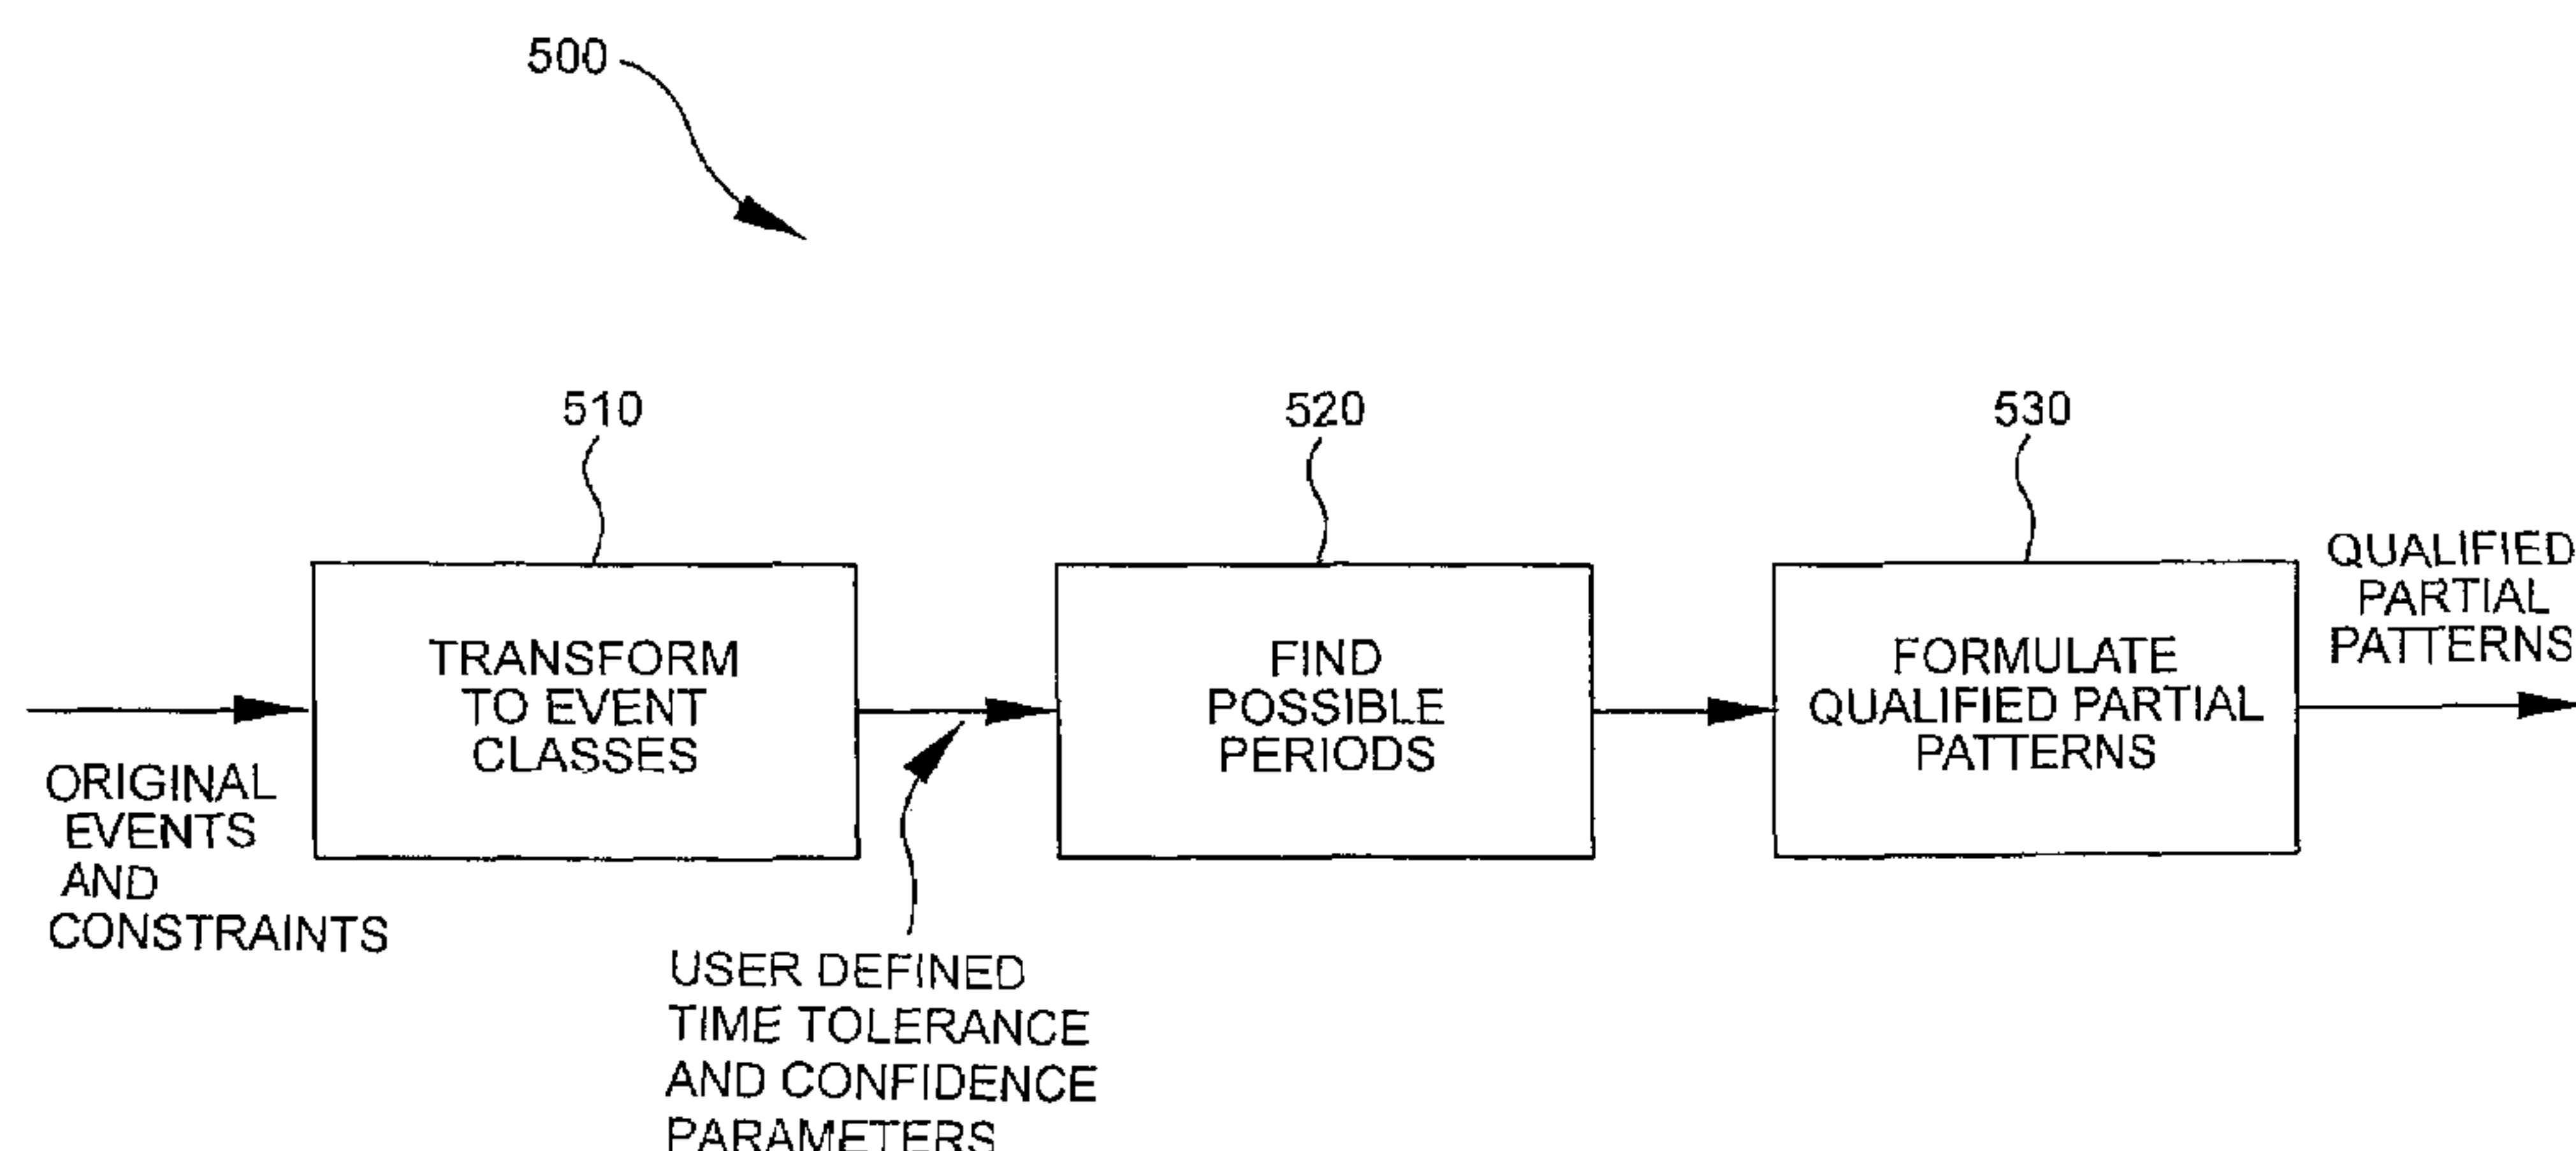 500
510
520
530
TRANSFORM
TO EVENT
CLASSES
FIND
POSSIBLE
PERIODS
FORMULATE
QUALIFIED PARTIAL
PATTERNS
QUALIFIED
PARTIAL
PATTERNS
ORIGINAL
EVENTS
AND
CONSTRAINTS
USER DEFINED
TIME TOLERANCE
AND CONFIDENCE
PARAMETERS